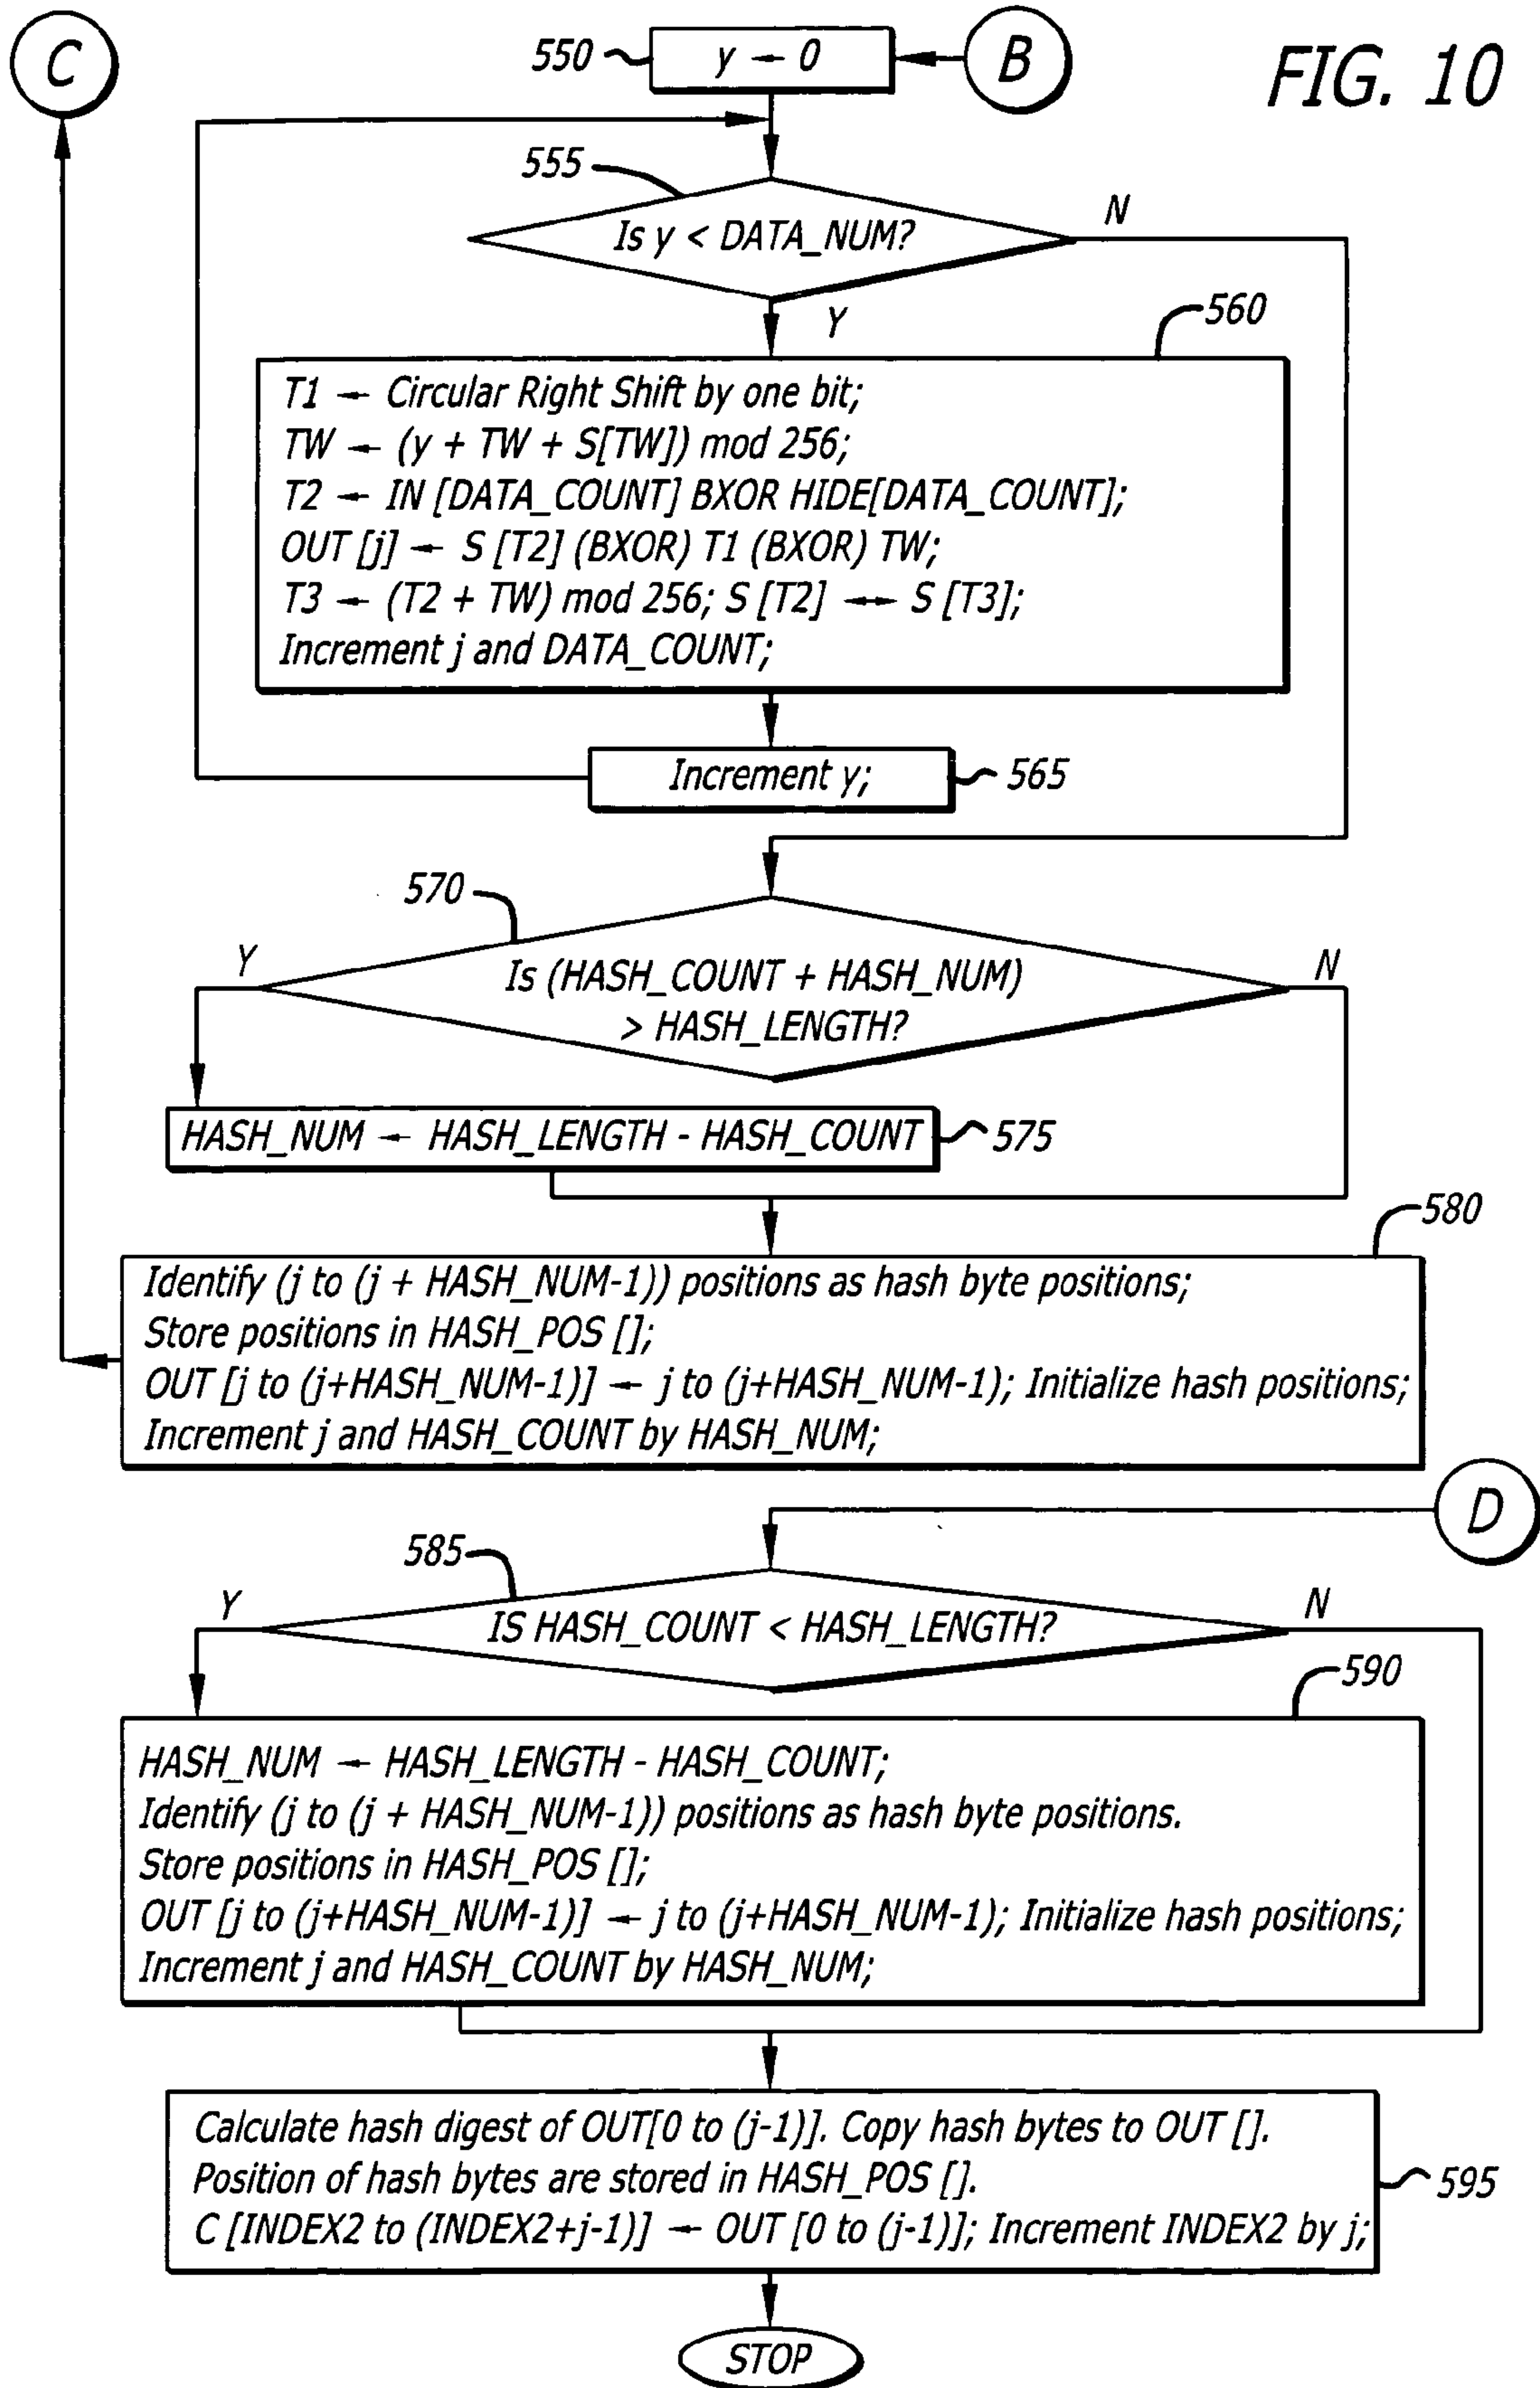 C
550
y ← 0
B
FIG. 10
555
Is y < DATA_NUM?
N
Y
560
T1 ← Circular Right Shift by one bit;
TW ← (y + TW + S[TW]) mod 256;
T2 ← IN [DATA_COUNT] BXOR HIDE[DATA_COUNT];
OUT [j] ← S [T2] (BXOR) T1 (BXOR) TW;
T3 ← (T2 + TW) mod 256; S [T2] ↔ S [T3];
Increment j and DATA_COUNT;
Increment y;
565
570
Y
Is (HASH_COUNT + HASH_NUM)
> HASH_LENGTH?
N
HASH_NUM ← HASH_LENGTH - HASH_COUNT
575
580
Identify (j to (j + HASH_NUM-1)) positions as hash byte positions;
Store positions in HASH_POS [];
OUT [j to (j+HASH_NUM-1)] ← j to (j+HASH_NUM-1); Initialize hash positions;
Increment j and HASH_COUNT by HASH_NUM;
D
585
Y
IS HASH_COUNT < HASH_LENGTH?
N
590
HASH_NUM ← HASH_LENGTH - HASH_COUNT;
Identify (j to (j + HASH_NUM-1)) positions as hash byte positions.
Store positions in HASH_POS [];
OUT [j to (j+HASH_NUM-1)] ← j to (j+HASH_NUM-1); Initialize hash positions;
Increment j and HASH_COUNT by HASH_NUM;
Calculate hash digest of OUT[0 to (j-1)]. Copy hash bytes to OUT [].
Position of hash bytes are stored in HASH_POS [].
C [INDEX2 to (INDEX2+j-1)] ← OUT [0 to (j-1)]; Increment INDEX2 by j;
595
STOP